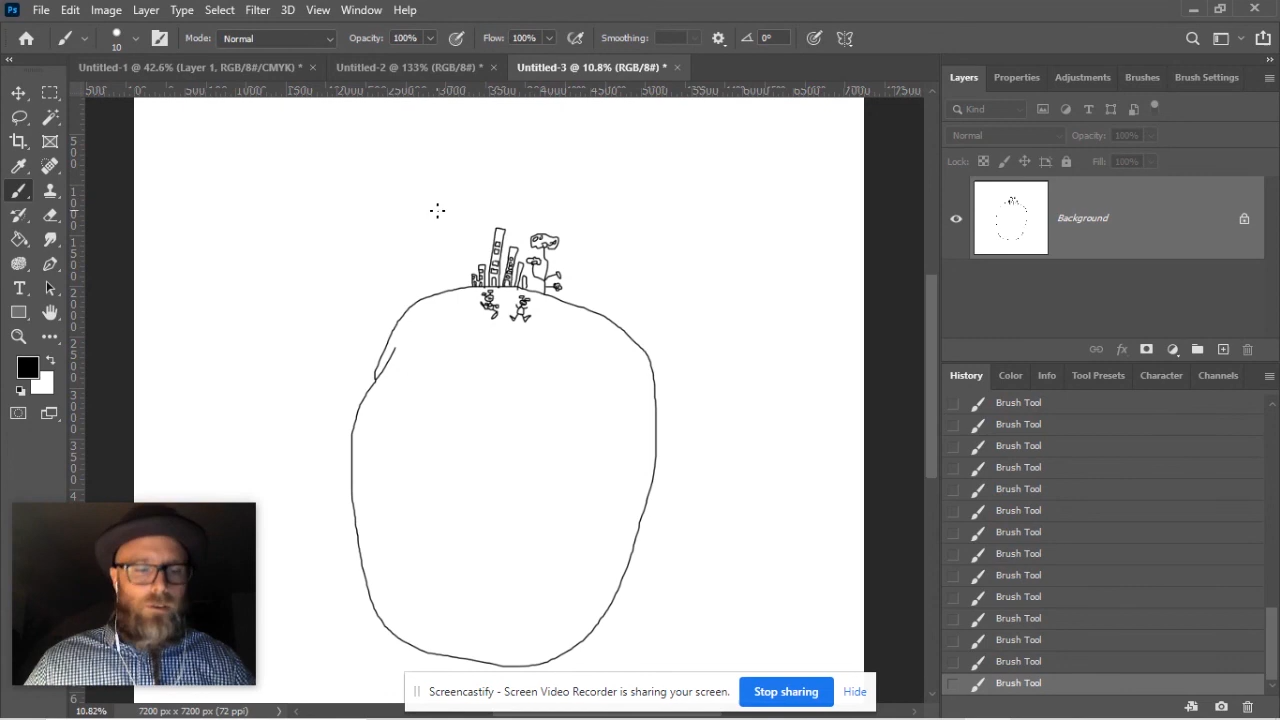 Ps File Edit Image Layer Type Select Filter 3D View Window Help
10 Mode: Normal Opacity: 100% Flow: 100% Smoothing: 0°
Untitled-1 @ 42.6% (Layer 1, RGB/8#/CMYK) * × Untitled-2 @ 133% (RGB/8#) * × Untitled-3 @ 10.8% (RGB/8#) * ×
Layers Properties Adjustments Brushes Brush Settings
Kind
Normal Opacity: 100%
Lock: Fill: 100%
Background
History Color Info Tool Presets Character Channels
Brush Tool
Brush Tool
Brush Tool
Brush Tool
Brush Tool
Brush Tool
Brush Tool
Brush Tool
Brush Tool
Brush Tool
Brush Tool
Brush Tool
Brush Tool
Brush Tool
Screencastify - Screen Video Recorder is sharing your screen. Stop sharing Hide
10.82% 7200 px x 7200 px (72 ppi)